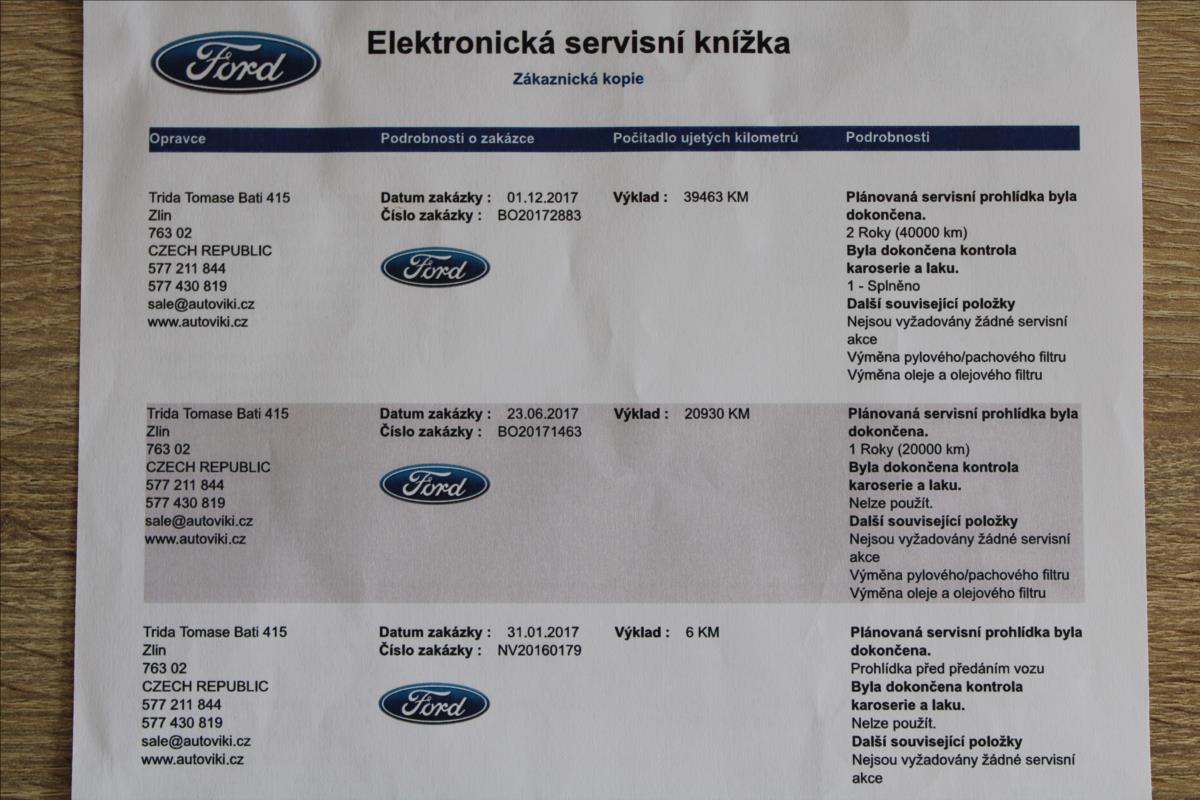 Ford
Elektronická servisní knížka
Zákaznická kopie
Opravce Podrobnosti o zakázce Počitadlo ujetých kilometrů Podrobnosti
Trida Tomase Bati 415 Datum zakázky : 01.12.2017 Výklad : 39463 KM Plánovaná servisní prohlídka byla
Zlin Číslo zakázky : BO20172883 dokončena.
763 02 2 Roky (40000 km)
CZECH REPUBLIC Byla dokončena kontrola
577 211 844 Ford karoserie a laku.
577 430 819 1 - Splněno
sale@autoviki.cz Další související položky
www.autoviki.cz Nejsou vyžadovány žádné servisní
akce
Výměna pylového/pachového filtru
Výměna oleje a olejového filtru
Trida Tomase Bati 415 Datum zakázky : 23.06.2017 Výklad : 20930 KM Plánovaná servisní prohlídka byla
Zlin Číslo zakázky : BO20171463 dokončena.
763 02 1 Roky (20000 km)
CZECH REPUBLIC Byla dokončena kontrola
577 211 844 Ford karoserie a laku.
577 430 819 Nelze použít.
sale@autoviki.cz Další související položky
www.autoviki.cz Nejsou vyžadovány žádné servisní
akce
Výměna pylového/pachového filtru
Výměna oleje a olejového filtru
Trida Tomase Bati 415 Datum zakázky : 31.01.2017 Výklad : 6 KM Plánovaná servisní prohlídka byla
Zlin Číslo zakázky : NV20160179 dokončena.
763 02 Prohlídka před předáním vozu
CZECH REPUBLIC Byla dokončena kontrola
577 211 844 Ford karoserie a laku.
577 430 819 Nelze použít.
sale@autoviki.cz Další související položky
www.autoviki.cz Nejsou vyžadovány žádné servisní
akce